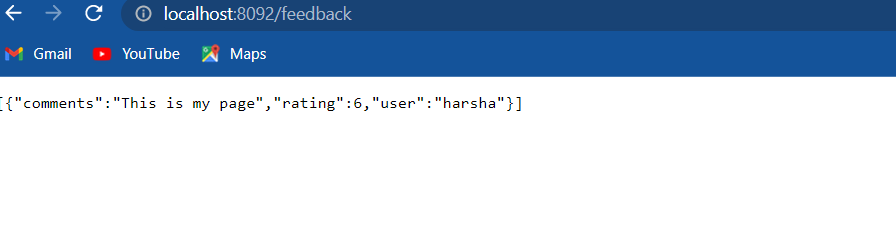 localhost:8092/feedback
Gmail YouTube Maps
[{"comments":"This is my page","rating":6,"user":"harsha"}]